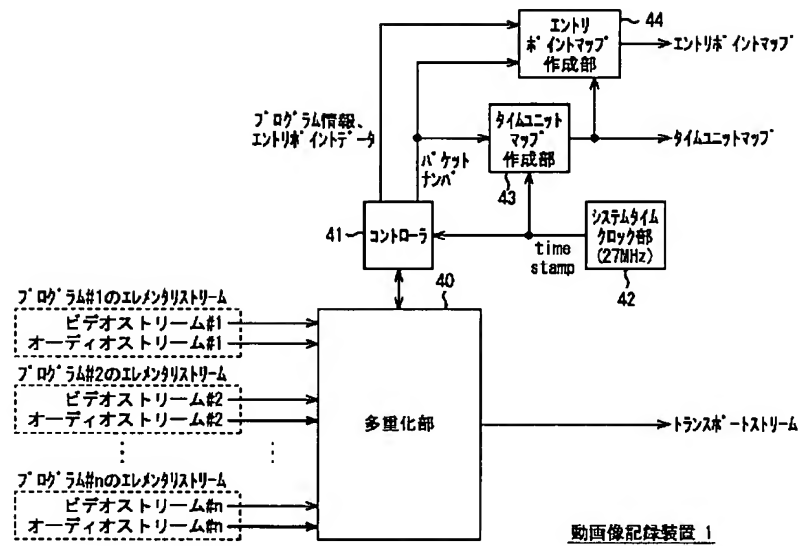 エントリ
ポイントマップ
作成部
44
エントリポイントマップ
プログラム情報、
エントリポイントデータ
パケット
ナンバ
タイムユニット
マップ
作成部
43
タイムユニットマップ
41
コントローラ
time
stamp
システムタイム
クロック部
(27MHz)
42
40
プログラム#1のエレメンタリストリーム
ビデオストリーム#1
オーディオストリーム#1
プログラム#2のエレメンタリストリーム
ビデオストリーム#2
オーディオストリーム#2
プログラム#nのエレメンタリストリーム
ビデオストリーム#n
オーディオストリーム#n
多重化部
トランスポートストリーム
動画像記録装置 1